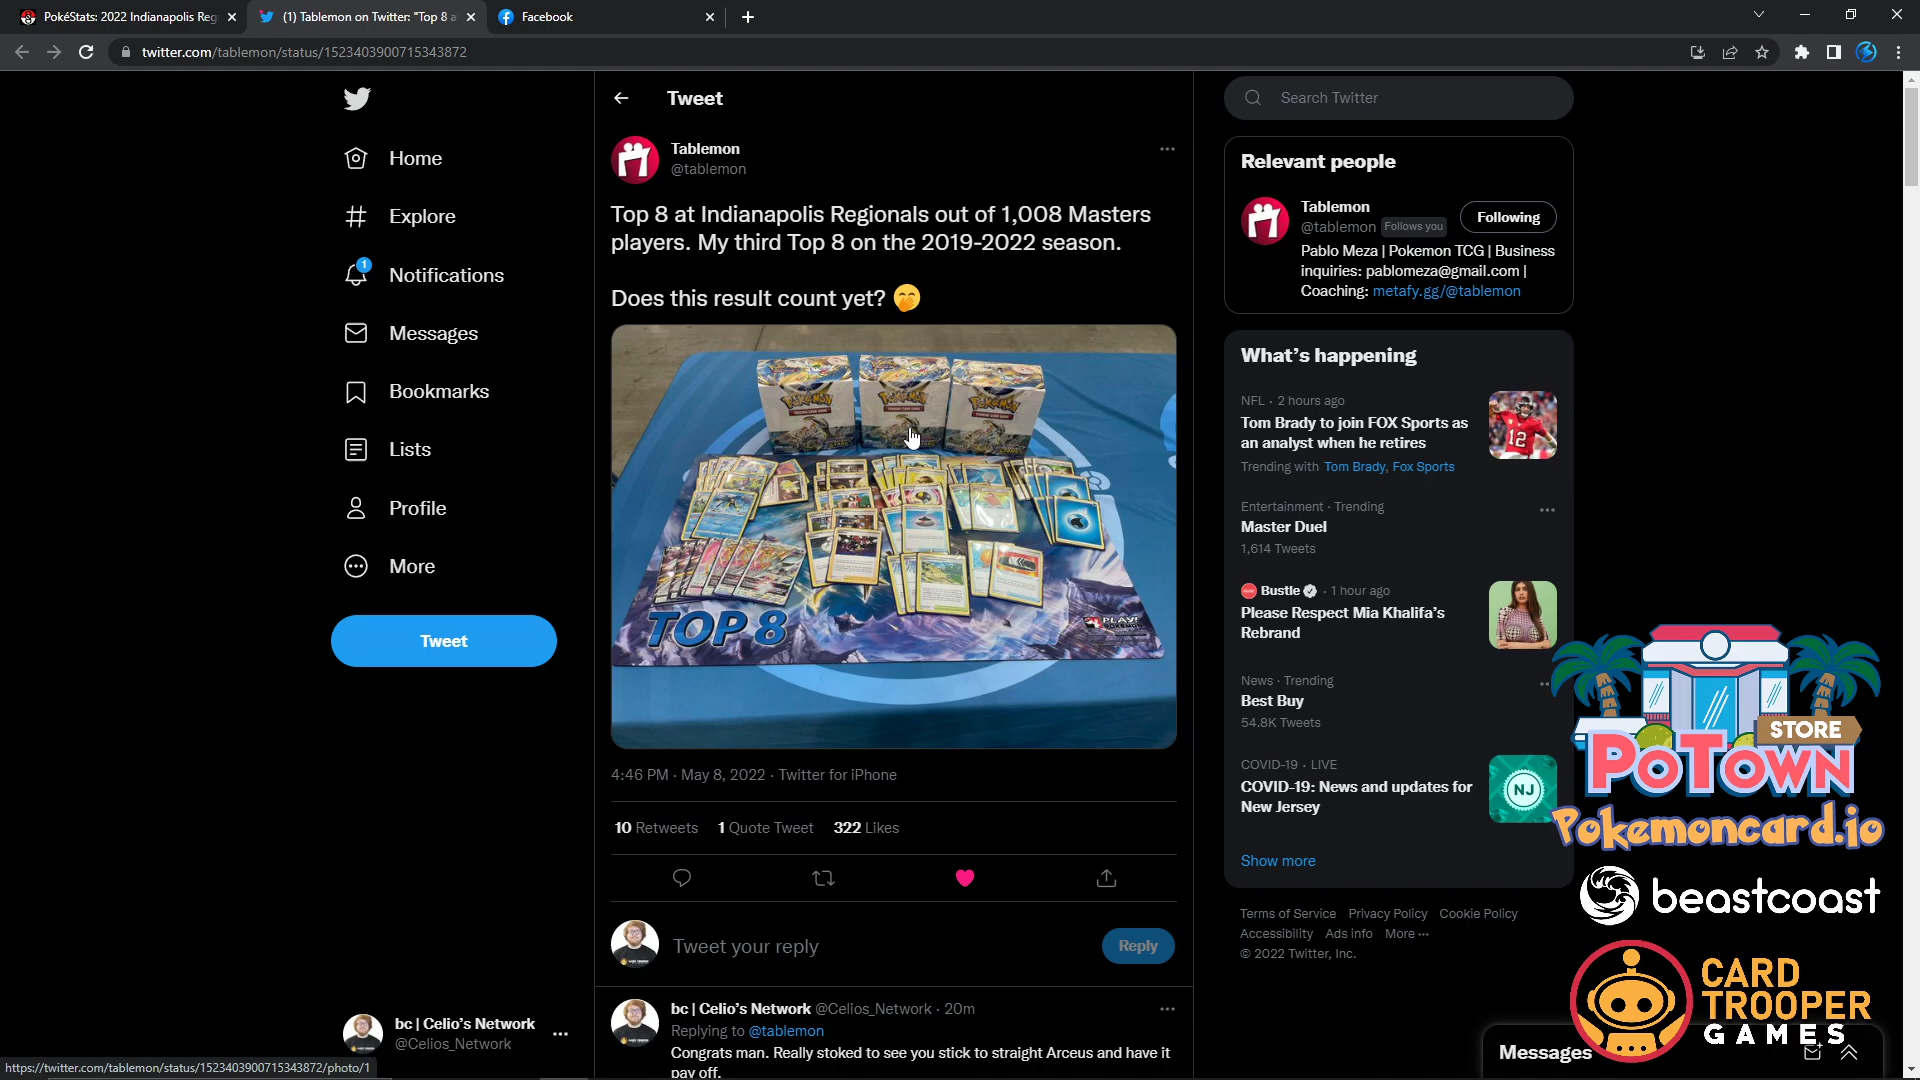 PokéStats: 2022 Indianapolis Reg
(1) Tablemon on Twitter: "Top 8 a
Facebook
twitter.com/tablemon/status/1523403900715343872
Home
Explore
1
Notifications
Messages
Bookmarks
Lists
Profile
More
Tweet
bc | Celio's Network
@Celios_Network
https://twitter.com/tablemon/status/1523403900715343872/photo/1
Tweet
Tablemon
@tablemon
Top 8 at Indianapolis Regionals out of 1,008 Masters
players. My third Top 8 on the 2019-2022 season.
Does this result count yet?
POKéMON
POKéMON
POKéMON
TOP 8
PLAY!
4:46 PM · May 8, 2022 · Twitter for iPhone
10 Retweets 1 Quote Tweet 322 Likes
Tweet your reply
Reply
bc | Celio's Network @Celios_Network · 20m
Replying to @tablemon
Congrats man. Really stoked to see you stick to straight Arceus and have it
pay off.
Search Twitter
Relevant people
Tablemon
@tablemon Follows you
Following
Pablo Meza | Pokemon TCG | Business
inquiries: pablomeza@gmail.com |
Coaching: metafy.gg/@tablemon
What's happening
NFL · 2 hours ago
Tom Brady to join FOX Sports as
an analyst when he retires
Trending with Tom Brady, Fox Sports
12
Entertainment · Trending
Master Duel
1,614 Tweets
Bustle · 1 hour ago
Please Respect Mia Khalifa's
Rebrand
News · Trending
Best Buy
54.8K Tweets
COVID-19 · LIVE
COVID-19: News and updates for
New Jersey
NJ
Show more
Terms of Service Privacy Policy Cookie Policy
Accessibility Ads info More ···
© 2022 Twitter, Inc.
Messages
STORE
PoTown
Pokemoncard.io
beastcoast
CARD
TROOPER
GAMES